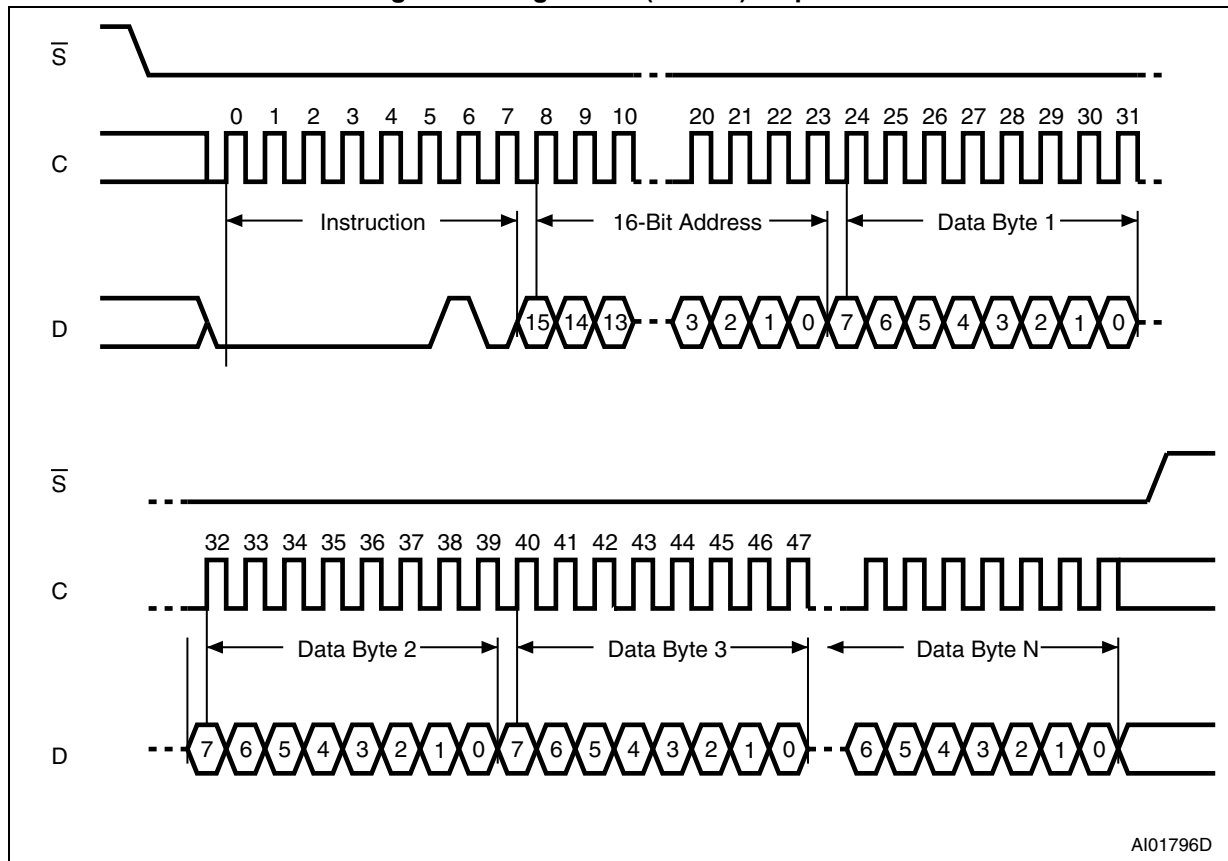 S
0 1 2 3 4 5 6 7 8 9 10 20 21 22 23 24 25 26 27 28 29 30 31
C
Instruction 16-Bit Address Data Byte 1
D 15 14 13 3 2 1 0 7 6 5 4 3 2 1 0
S
32 33 34 35 36 37 38 39 40 41 42 43 44 45 46 47
C
Data Byte 2 Data Byte 3 Data Byte N
D 7 6 5 4 3 2 1 0 7 6 5 4 3 2 1 0 6 5 4 3 2 1 0
AI01796D